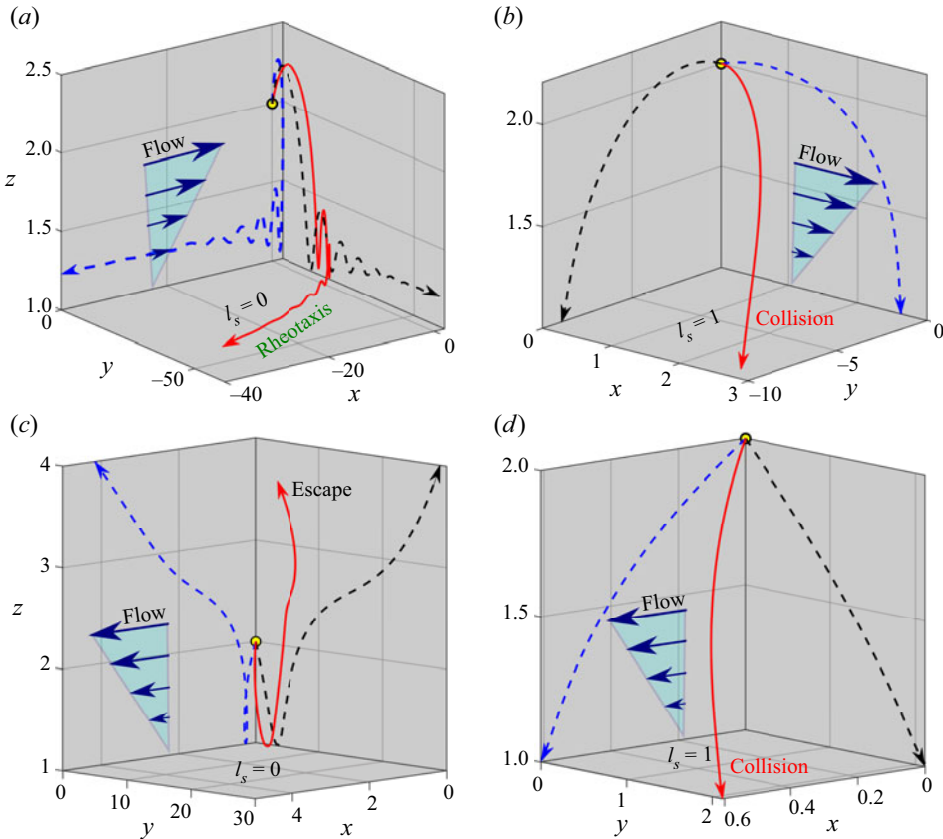 (a)
2.5
2.0
z
1.5
1.0
Flow
l_s = 0
Rheotaxis
0
y
–50
–40
–20
x
0
(b)
2.0
1.5
Flow
l_s = 1
Collision
0
1
x
2
3
–10
–5
y
0
(c)
4
3
z
2
1
Flow
Escape
l_s = 0
0
10
y
20
30
4
x
2
0
(d)
2.0
1.5
1.0
Flow
l_s = 1
Collision
0
1
y
2
0.6
0.4
x
0.2
0